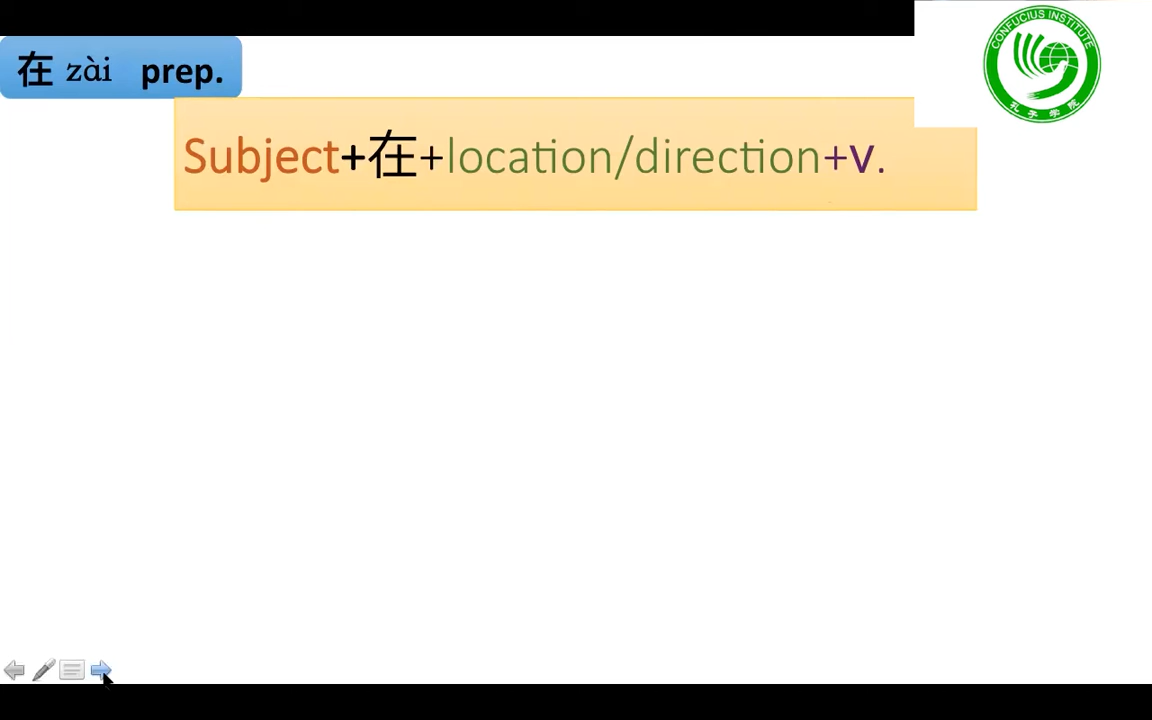 在 zài prep.
CONFUCIUS INSTITUTE
孔子学院
Subject+在+location/direction+v.